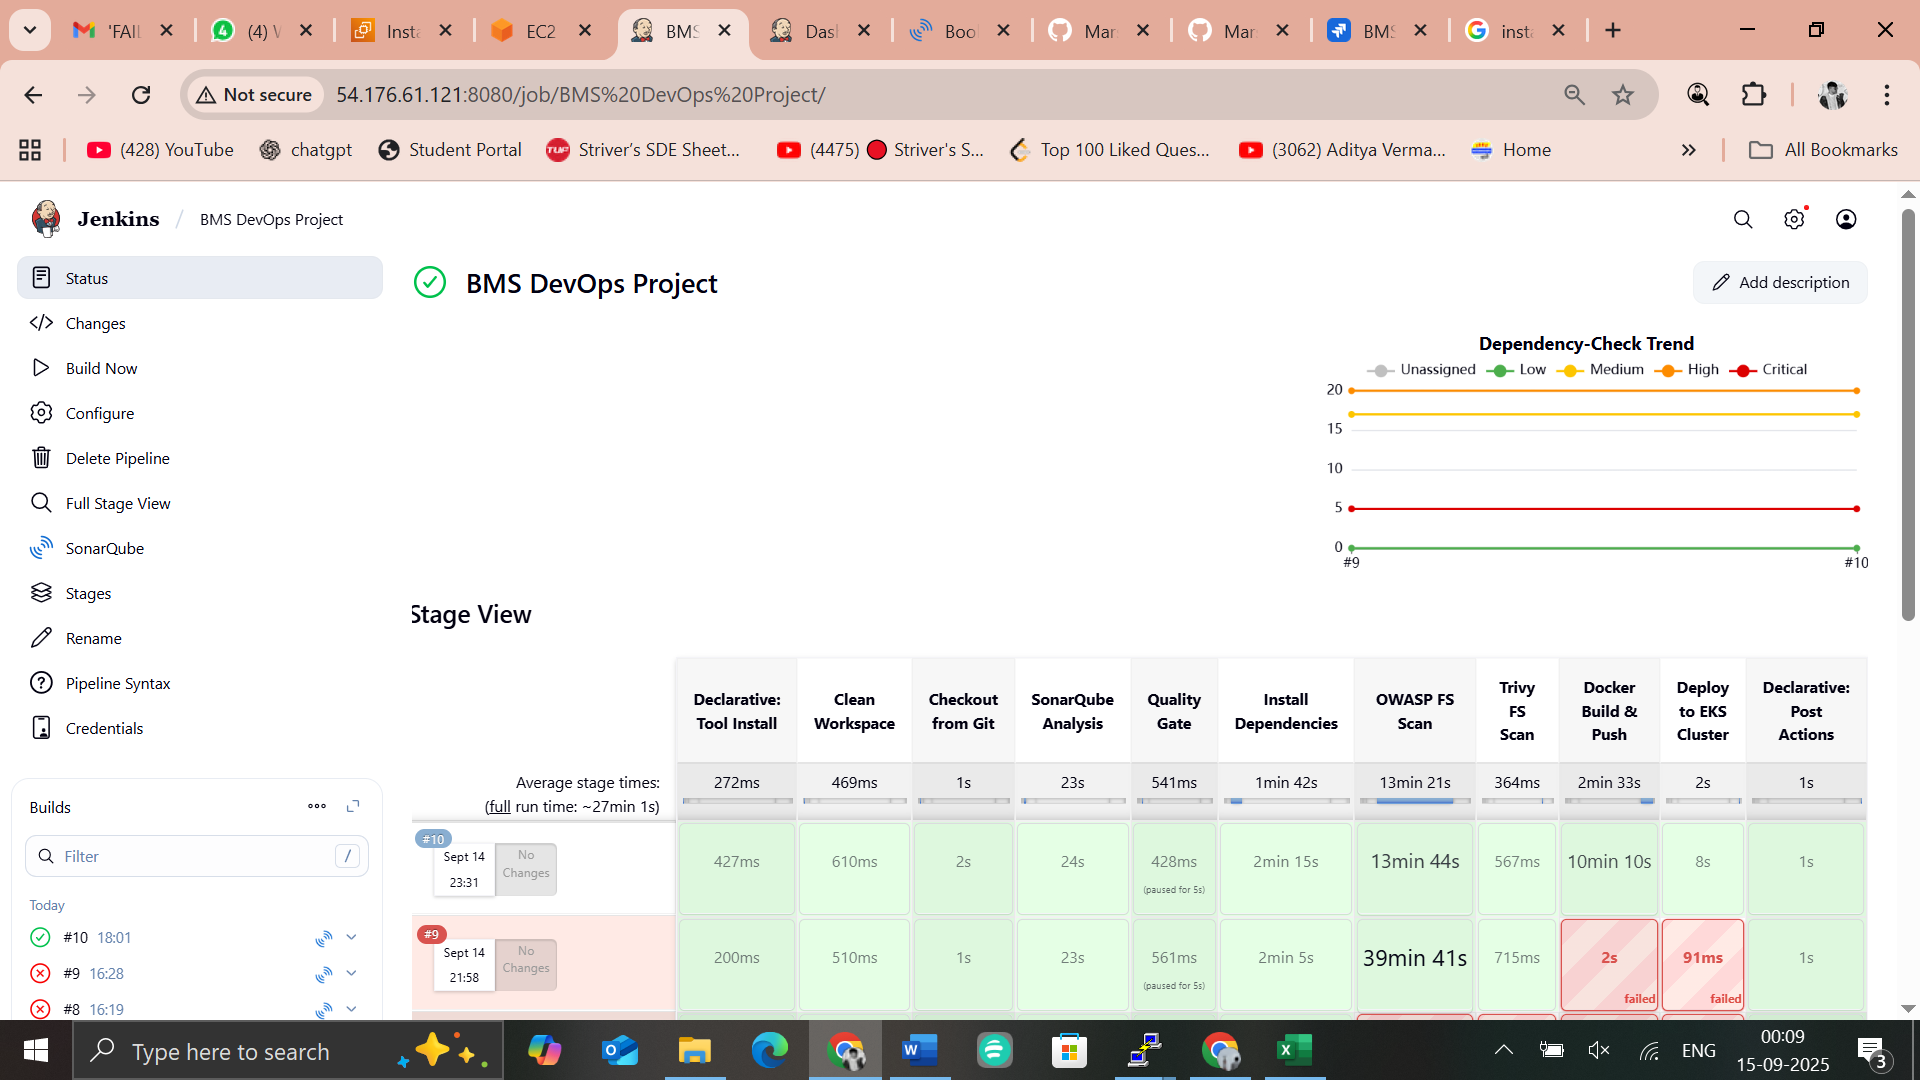 'FAIL
(4) W
Insta
EC2
BMS
Dash
Boo
Man
Man
BMS
insta
Not secure
54.176.61.121:8080/job/BMS%20DevOps%20Project/
(428) YouTube
chatgpt
Student Portal
Striver's SDE Sheet...
(4475) Striver's S...
Top 100 Liked Ques...
(3062) Aditya Verma...
Home
All Bookmarks
Jenkins / BMS DevOps Project
Status
Changes
Build Now
Configure
Delete Pipeline
Full Stage View
SonarQube
Stages
Rename
Pipeline Syntax
Credentials
Builds
Filter /
Today
#10 18:01
#9 16:28
#8 16:19
BMS DevOps Project
Add description
Dependency-Check Trend
Unassigned Low Medium High Critical
20
15
10
5
0
#9 #10
Stage View
Declarative: Tool Install
Clean Workspace
Checkout from Git
SonarQube Analysis
Quality Gate
Install Dependencies
OWASP FS Scan
Trivy FS Scan
Docker Build & Push
Deploy to EKS Cluster
Declarative: Post Actions
Average stage times:
(full run time: ~27min 1s)
272ms 469ms 1s 23s 541ms 1min 42s 13min 21s 364ms 2min 33s 2s 1s
#10
Sept 14
23:31
No Changes
427ms 610ms 2s 24s 428ms 2min 15s 13min 44s 567ms 10min 10s 8s 1s
(paused for 5s)
#9
Sept 14
21:58
No Changes
200ms 510ms 1s 23s 561ms 2min 5s 39min 41s 715ms 2s 91ms 1s
(paused for 5s)
failed failed
Type here to search
ENG
00:09
15-09-2025
3